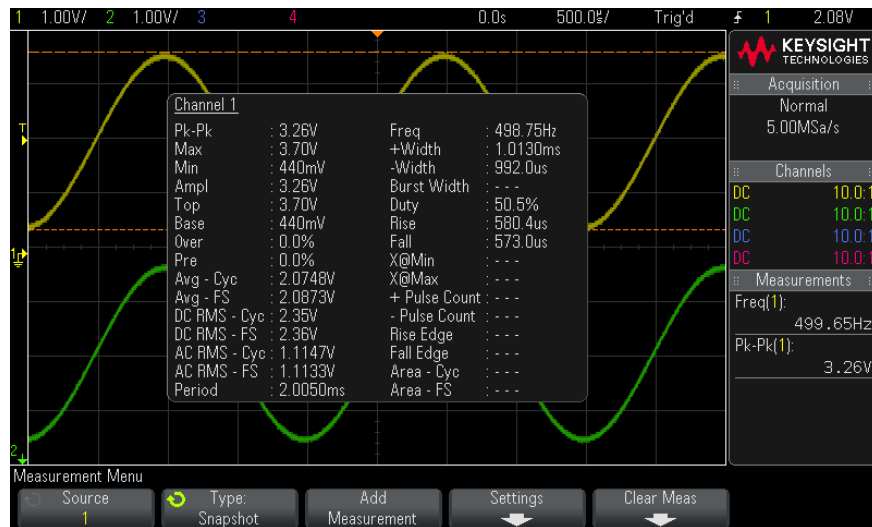 1 1.00V/ 2 1.00V/ 3 4 0.0s 500.0us/ Trig'd 1 2.08V
KEYSIGHT
TECHNOLOGIES
Acquisition
Normal
5.00MSa/s
Channels
DC 10.0:1
DC 10.0:1
DC 10.0:1
DC 10.0:1
Measurements
Freq(1):
499.65Hz
Pk-Pk(1):
3.26V
T
1
2
Channel 1
Pk-Pk : 3.26V Freq : 498.75Hz
Max : 3.70V +Width : 1.0130ms
Min : 440mV -Width : 992.0us
Ampl : 3.26V Burst Width : - - -
Top : 3.70V Duty : 50.5%
Base : 440mV Rise : 580.4us
Over : 0.0% Fall : 573.0us
Pre : 0.0% X@Min : - - -
Avg - Cyc : 2.0748V X@Max : - - -
Avg - FS : 2.0873V + Pulse Count : - - -
DC RMS - Cyc : 2.35V - Pulse Count : - - -
DC RMS - FS : 2.36V Rise Edge : - - -
AC RMS - Cyc : 1.1147V Fall Edge : - - -
AC RMS - FS : 1.1133V Area - Cyc : - - -
Period : 2.0050ms Area - FS : - - -
Measurement Menu
Source
1
Type:
Snapshot
Add
Measurement
Settings
Clear Meas